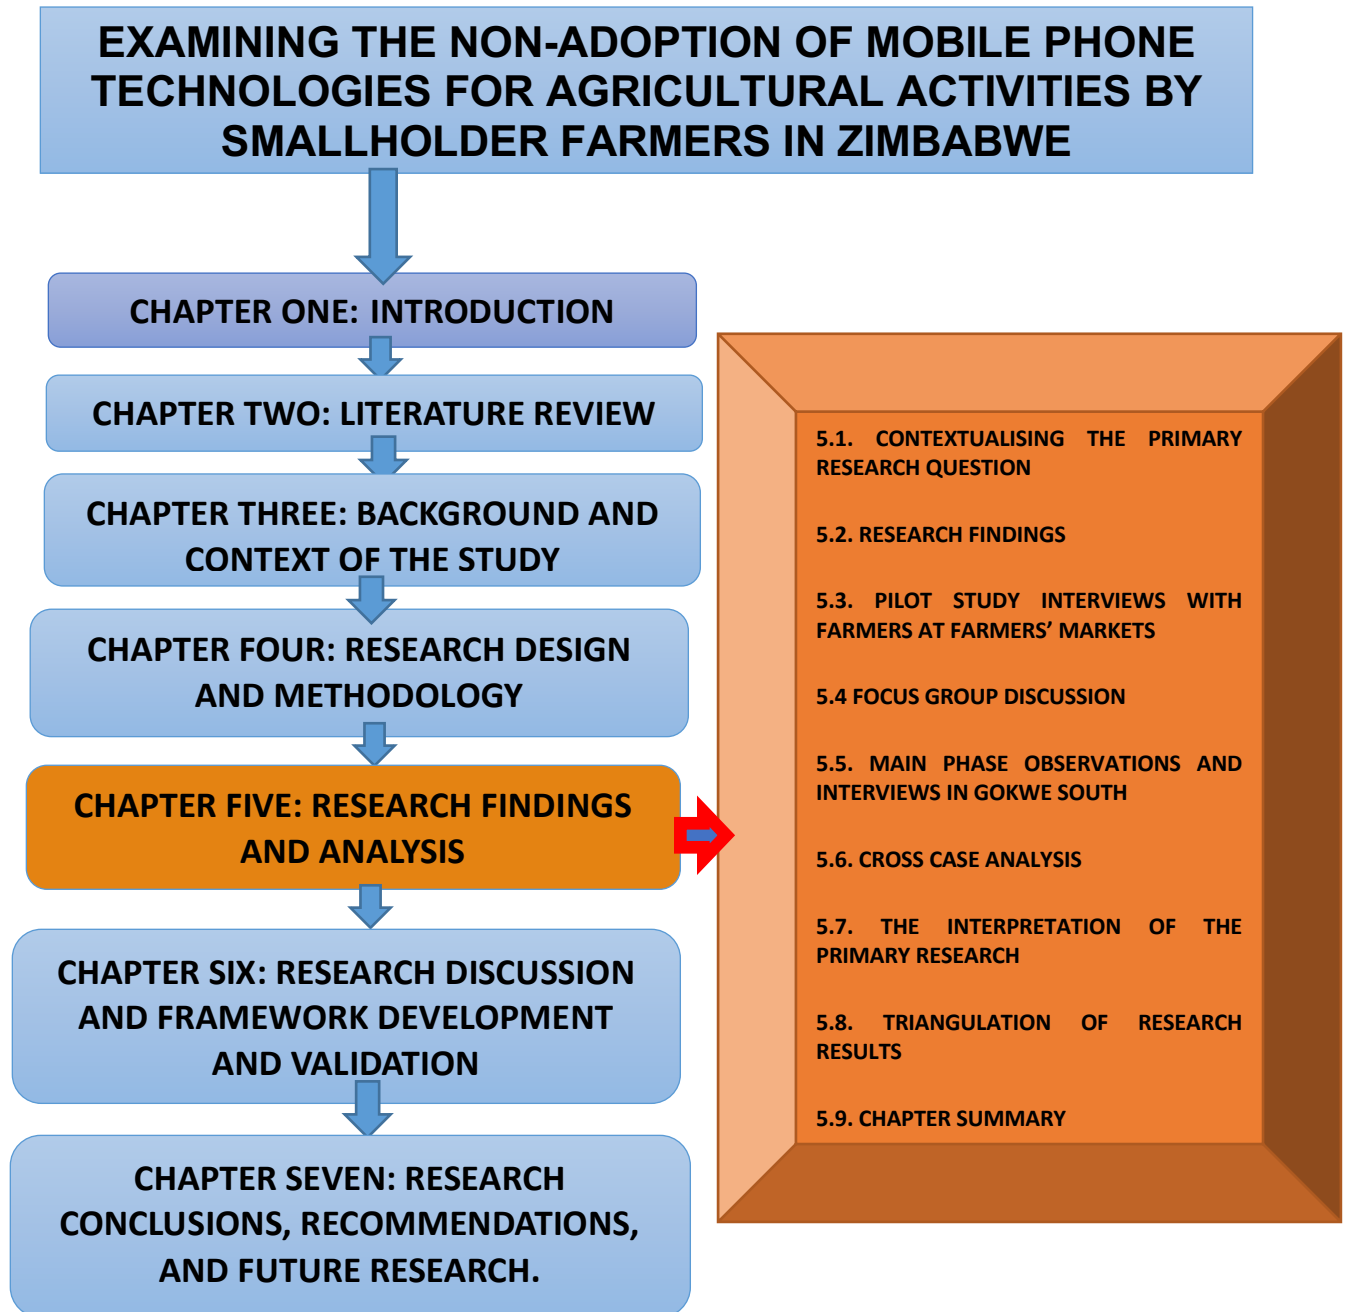 EXAMINING THE NON-ADOPTION OF MOBILE PHONE
TECHNOLOGIES FOR AGRICULTURAL ACTIVITIES BY
SMALLHOLDER FARMERS IN ZIMBABWE
CHAPTER ONE: INTRODUCTION
CHAPTER TWO: LITERATURE REVIEW
CHAPTER THREE: BACKGROUND AND
CONTEXT OF THE STUDY
CHAPTER FOUR: RESEARCH DESIGN
AND METHODOLOGY
CHAPTER FIVE: RESEARCH FINDINGS
AND ANALYSIS
CHAPTER SIX: RESEARCH DISCUSSION
AND FRAMEWORK DEVELOPMENT
AND VALIDATION
CHAPTER SEVEN: RESEARCH
CONCLUSIONS, RECOMMENDATIONS,
AND FUTURE RESEARCH.
5.1. CONTEXTUALISING THE PRIMARY
RESEARCH QUESTION
5.2. RESEARCH FINDINGS
5.3. PILOT STUDY INTERVIEWS WITH
FARMERS AT FARMERS’ MARKETS
5.4 FOCUS GROUP DISCUSSION
5.5. MAIN PHASE OBSERVATIONS AND
INTERVIEWS IN GOKWE SOUTH
5.6. CROSS CASE ANALYSIS
5.7. THE INTERPRETATION OF THE
PRIMARY RESEARCH
5.8. TRIANGULATION OF RESEARCH
RESULTS
5.9. CHAPTER SUMMARY